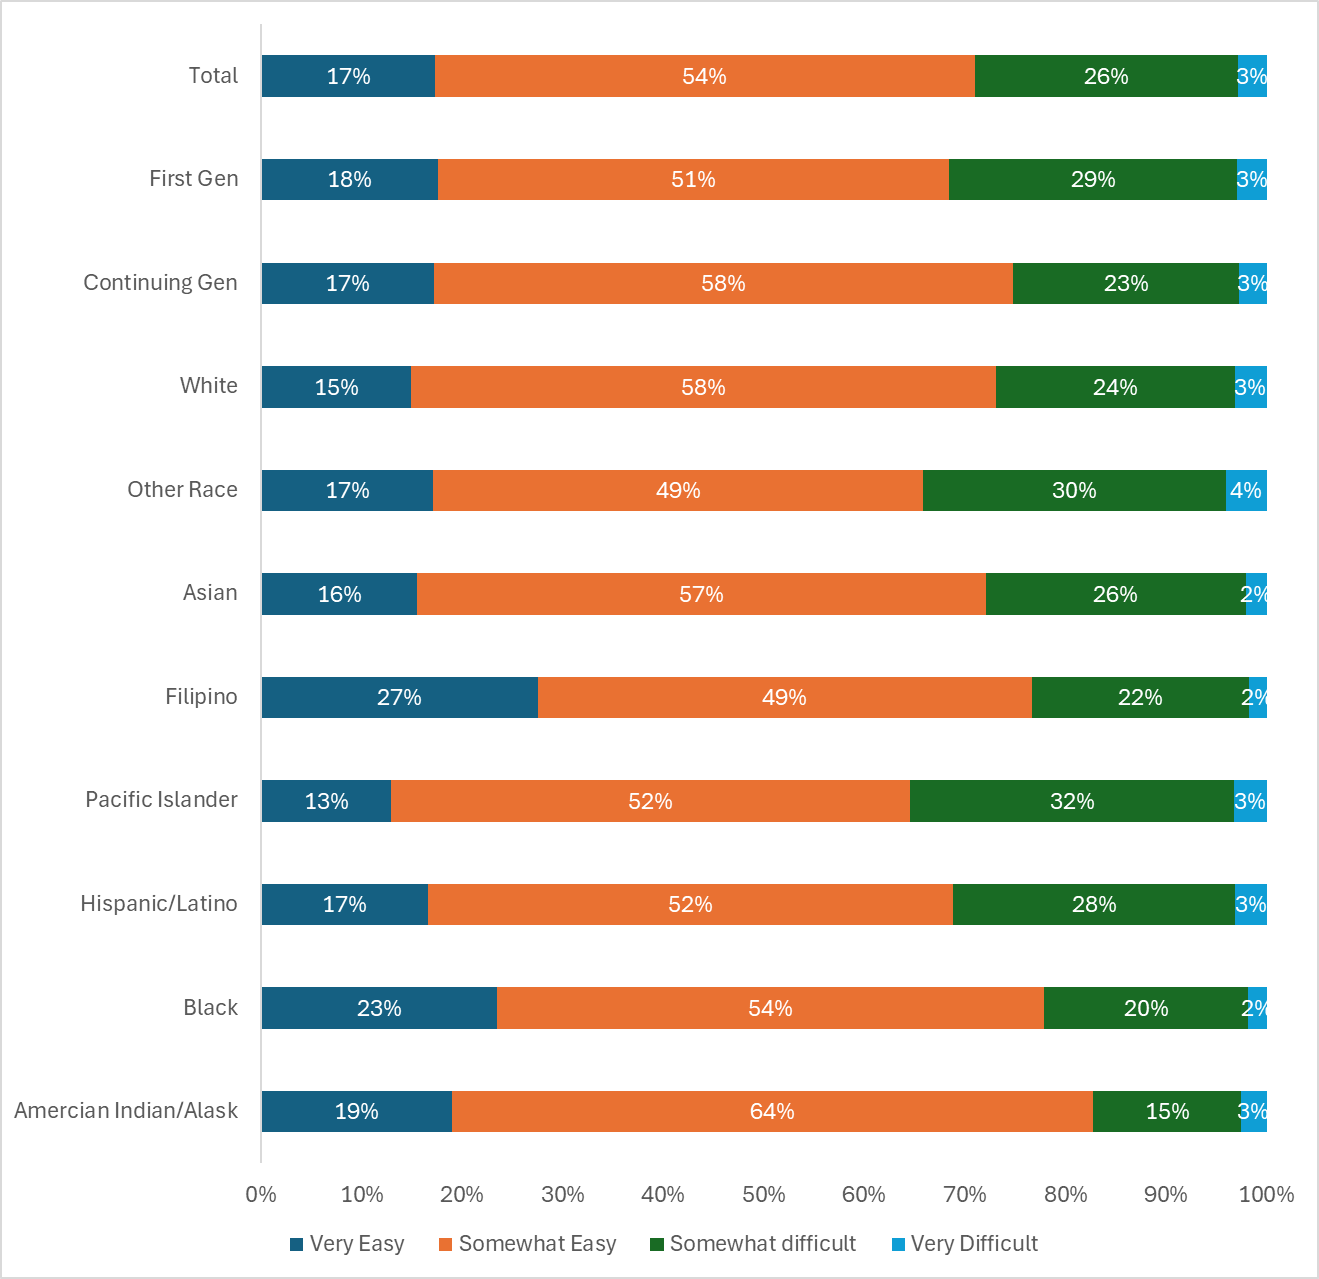 Total 17% 54% 26% 3%
First Gen 18% 51% 29% 3%
Continuing Gen 17% 58% 23% 3%
White 15% 58% 24% 3%
Other Race 17% 49% 30% 4%
Asian 16% 57% 26% 2%
Filipino 27% 49% 22% 2%
Pacific Islander 13% 52% 32% 3%
Hispanic/Latino 17% 52% 28% 3%
Black 23% 54% 20% 2%
Amercian Indian/Alask 19% 64% 15% 3%
0% 10% 20% 30% 40% 50% 60% 70% 80% 90% 100%
Very Easy Somewhat Easy Somewhat difficult Very Difficult